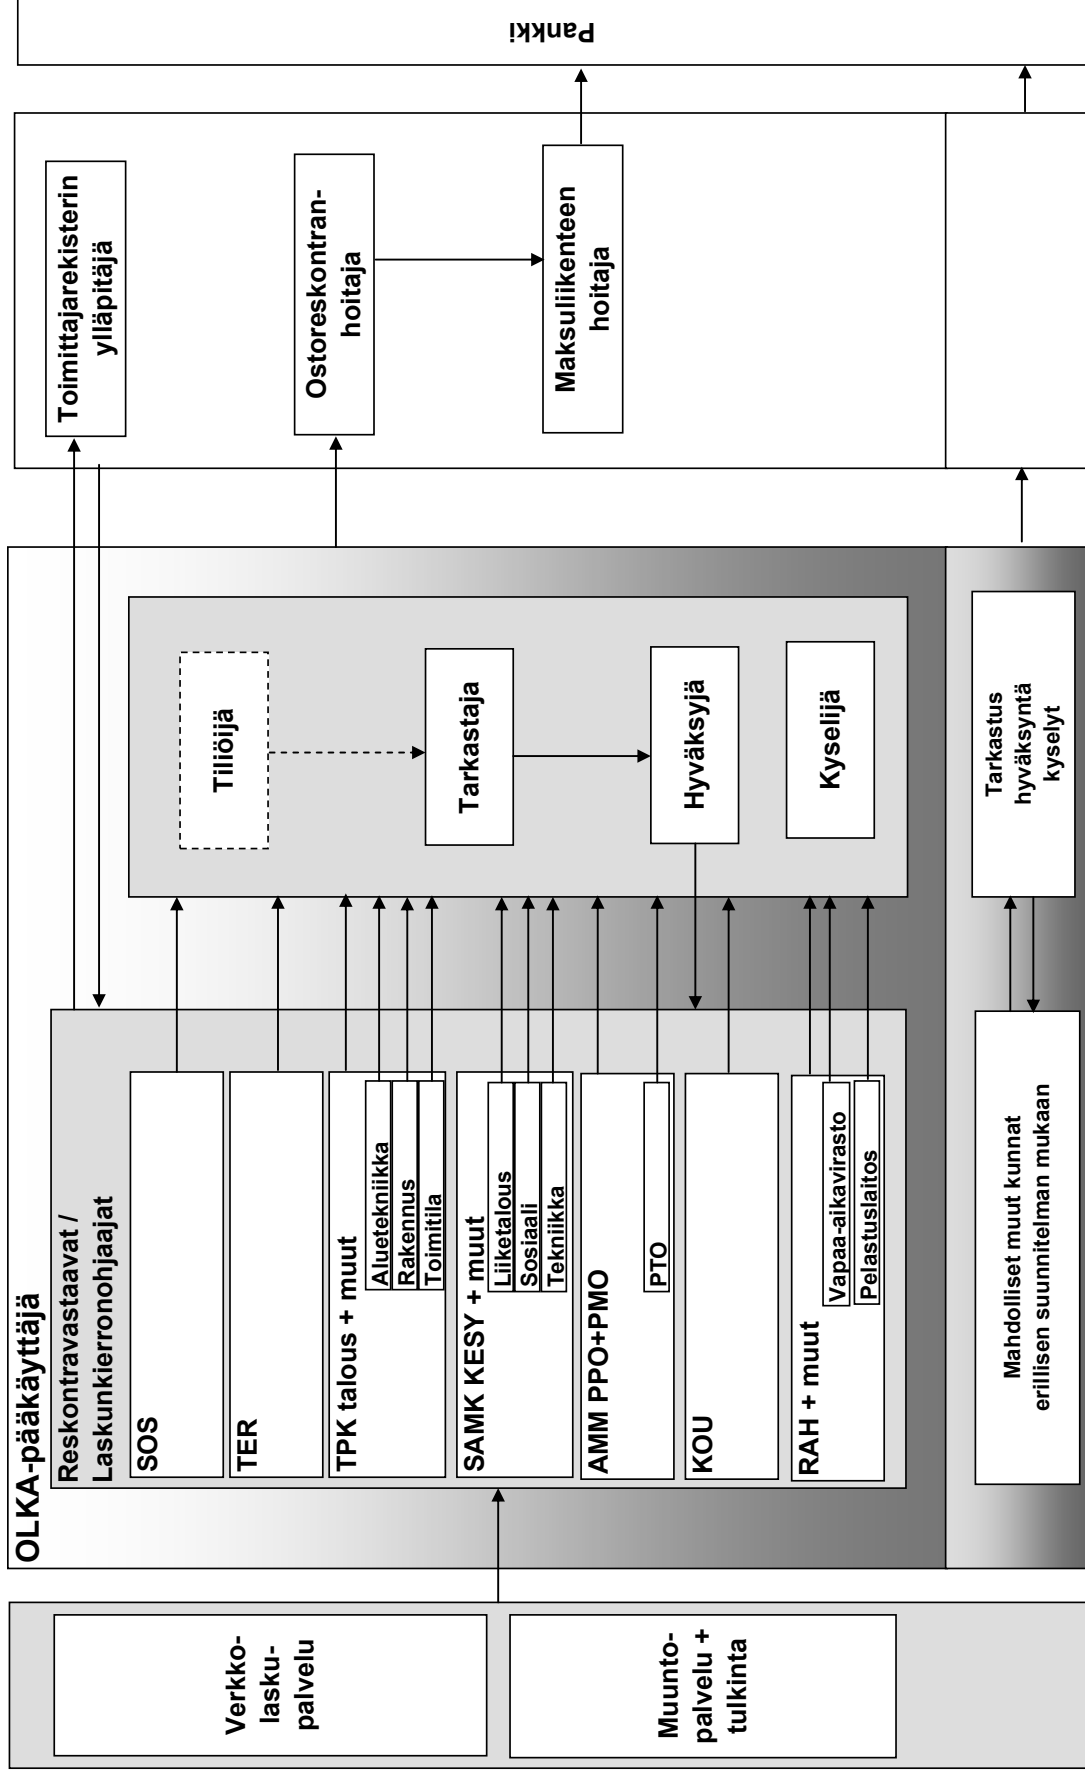 Verkko-
lasku-
palvelu
Muunto-
palvelu +
tulkinta
OLKA-pääkäyttäjä
Reskontravastaavat /
Laskunkierronohjaajat
SOS
TER
TPK talous + muut
Aluetekniikka
Rakennus
Toimitila
SAMK KESY + muut
Liiketalous
Sosiaali
Tekniikka
AMM PPO+PMO
PTO
KOU
RAH + muut
Vapaa-aikavirasto
Pelastuslaitos
Mahdolliset muut kunnat
erillisen suunnitelman mukaan
Tiliöijä
Tarkastaja
Hyväksyjä
Kyselijä
Tarkastus
hyväksyntä
kyselyt
Toimittajarekisterin
ylläpitäjä
Ostoreskontran-
hoitaja
Maksuliikenteen
hoitaja
Pankki